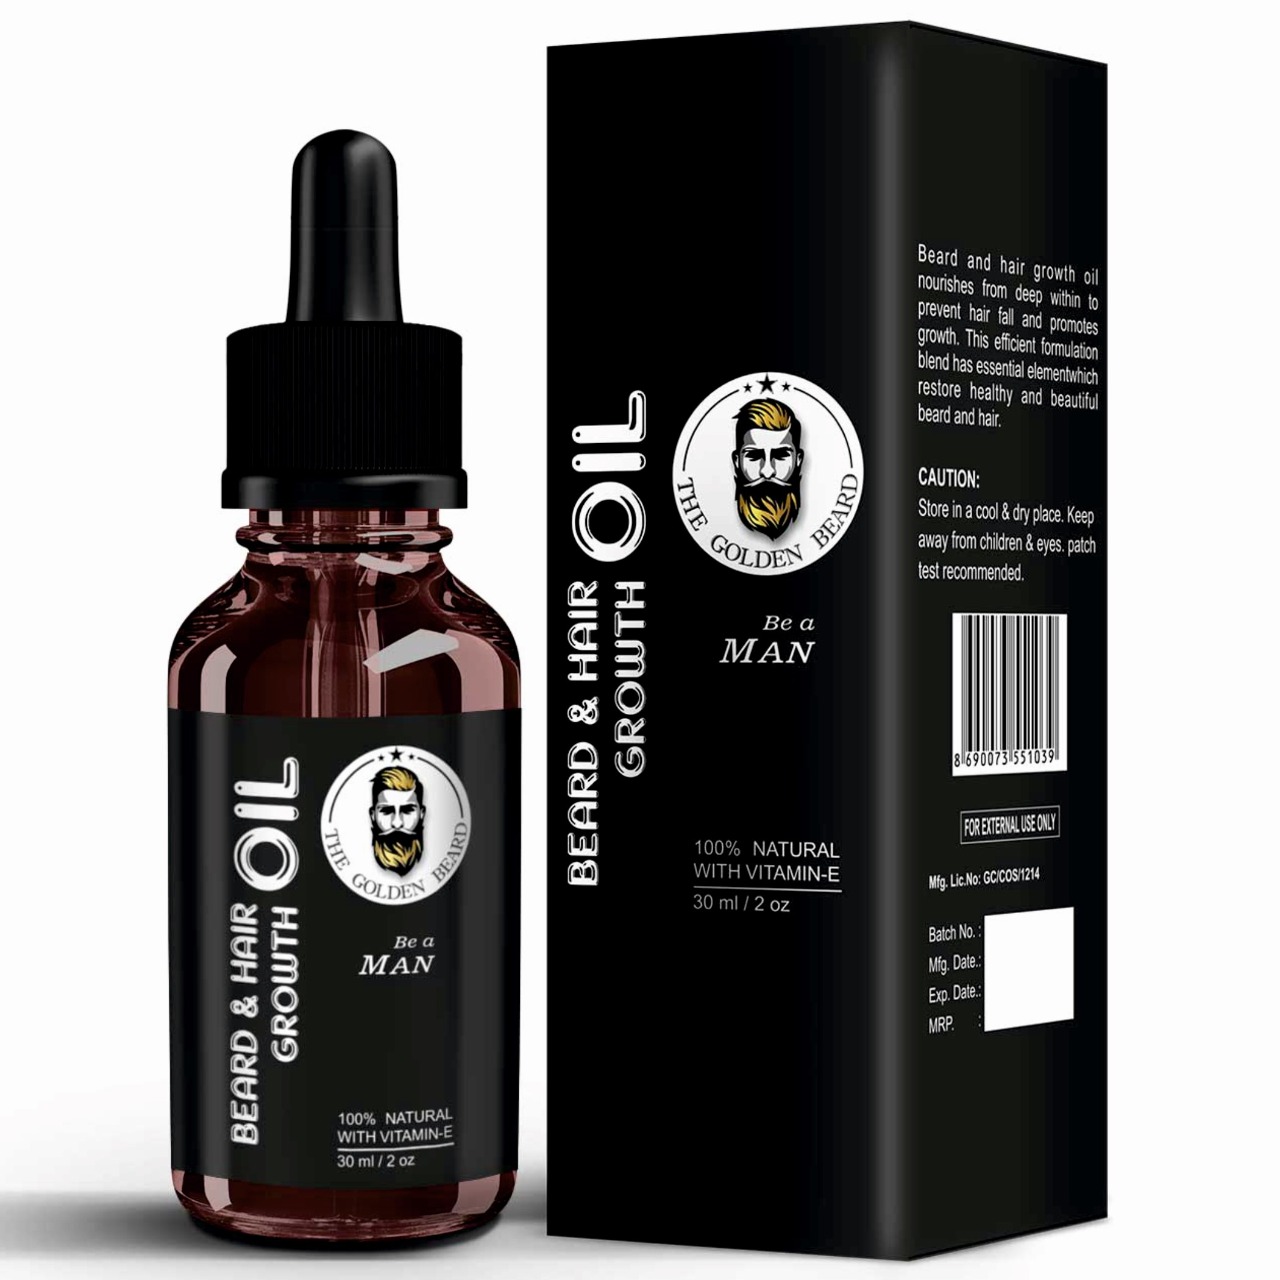 BEARD & HAIR
GROWTH
OIL
THE GOLDEN BEARD
Be a
MAN
100% NATURAL
WITH VITAMIN-E
30 ml / 2 oz
BEARD & HAIR
GROWTH
OIL
THE GOLDEN BEARD
Be a
MAN
100% NATURAL
WITH VITAMIN-E
30 ml / 2 oz
Beard and hair growth oil
nourishes from deep within to
prevent hair fall and promotes
growth. This efficient formulation
blend has essential elementwhich
restore healthy and beautiful
beard and hair.
CAUTION:
Store in a cool & dry place. Keep
away from children & eyes. patch
test recommended.
8 690073 551039
FOR EXTERNAL USE ONLY
Mfg. Lic.No: GC/COS/1214
Batch No. :
Mfg. Date.:
Exp. Date.:
MRP. :